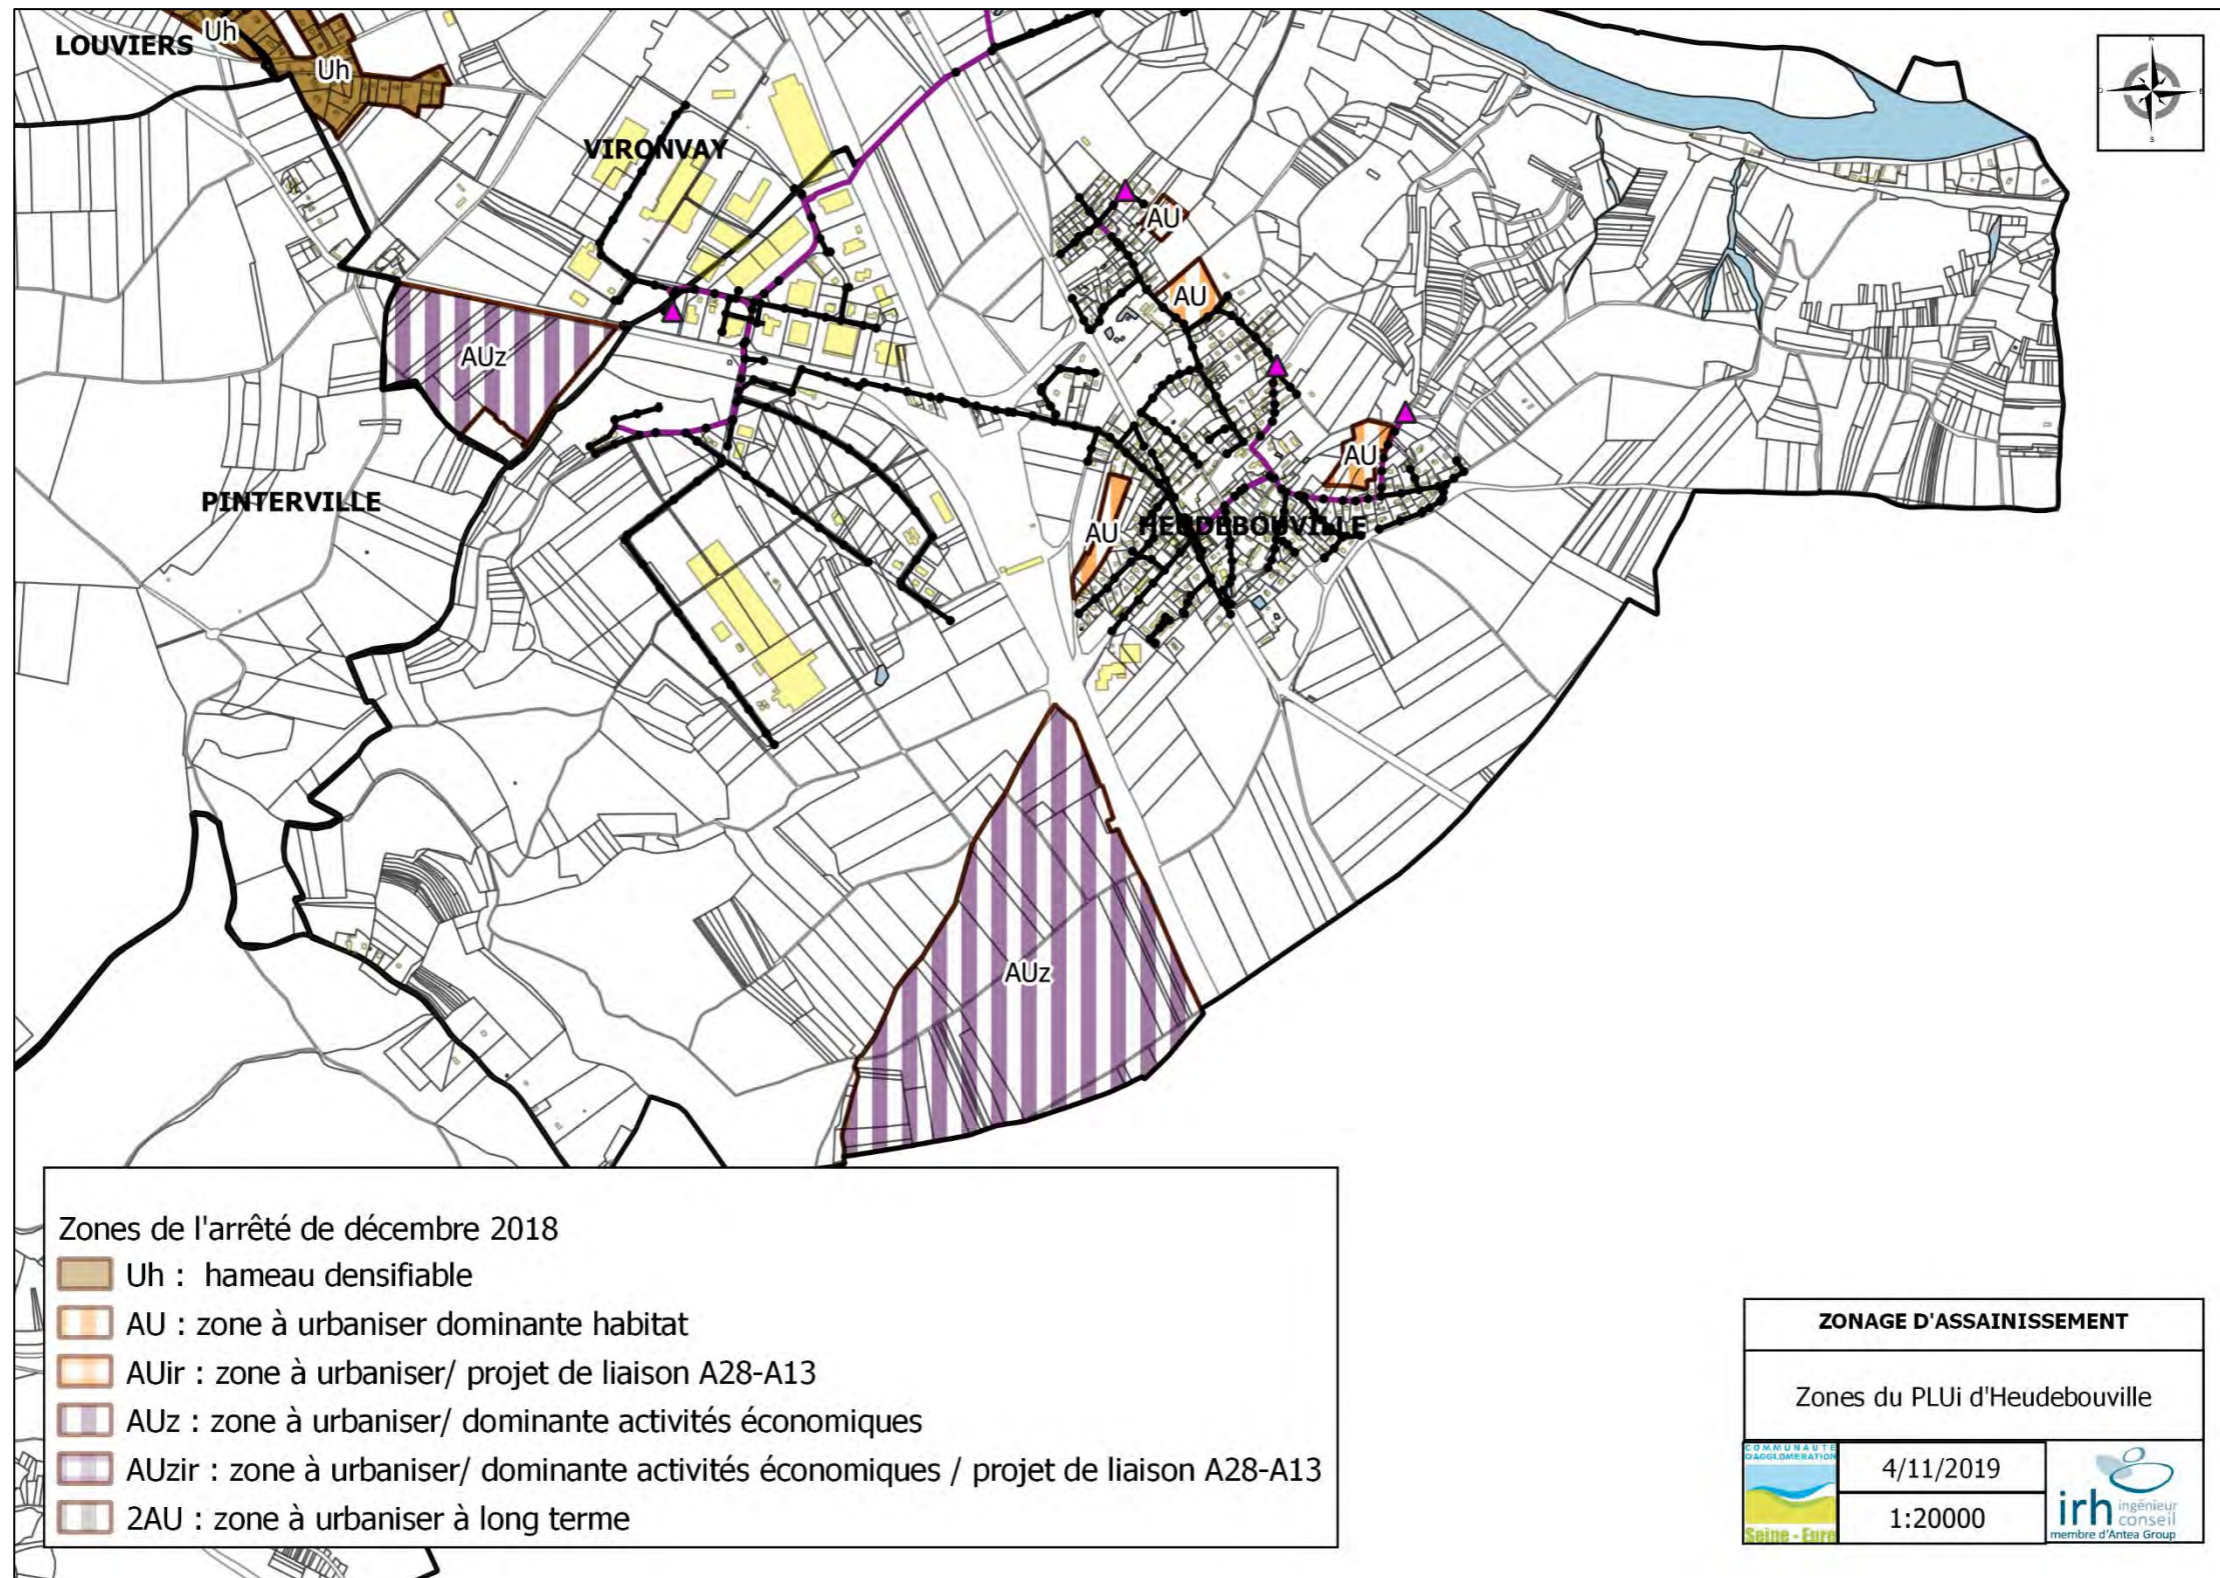 LOUVIERS
Uh
Uh
VIRONVAY
N
O
E
S
AU
AU
AUz
AU
PINTERVILLE
AU
HEUDEBOUVILLE
AUz
Zones de l'arrêté de décembre 2018
Uh : hameau densifiable
AU : zone à urbaniser dominante habitat
AUir : zone à urbaniser/ projet de liaison A28-A13
AUz : zone à urbaniser/ dominante activités économiques
AUzir : zone à urbaniser/ dominante activités économiques / projet de liaison A28-A13
2AU : zone à urbaniser à long terme
ZONAGE D'ASSAINISSEMENT
Zones du PLUi d'Heudebouville
COMMUNAUTE
D'AGGLOMERATION
Seine - Eure
4/11/2019
1:20000
irh ingénieur
conseil
membre d'Antea Group